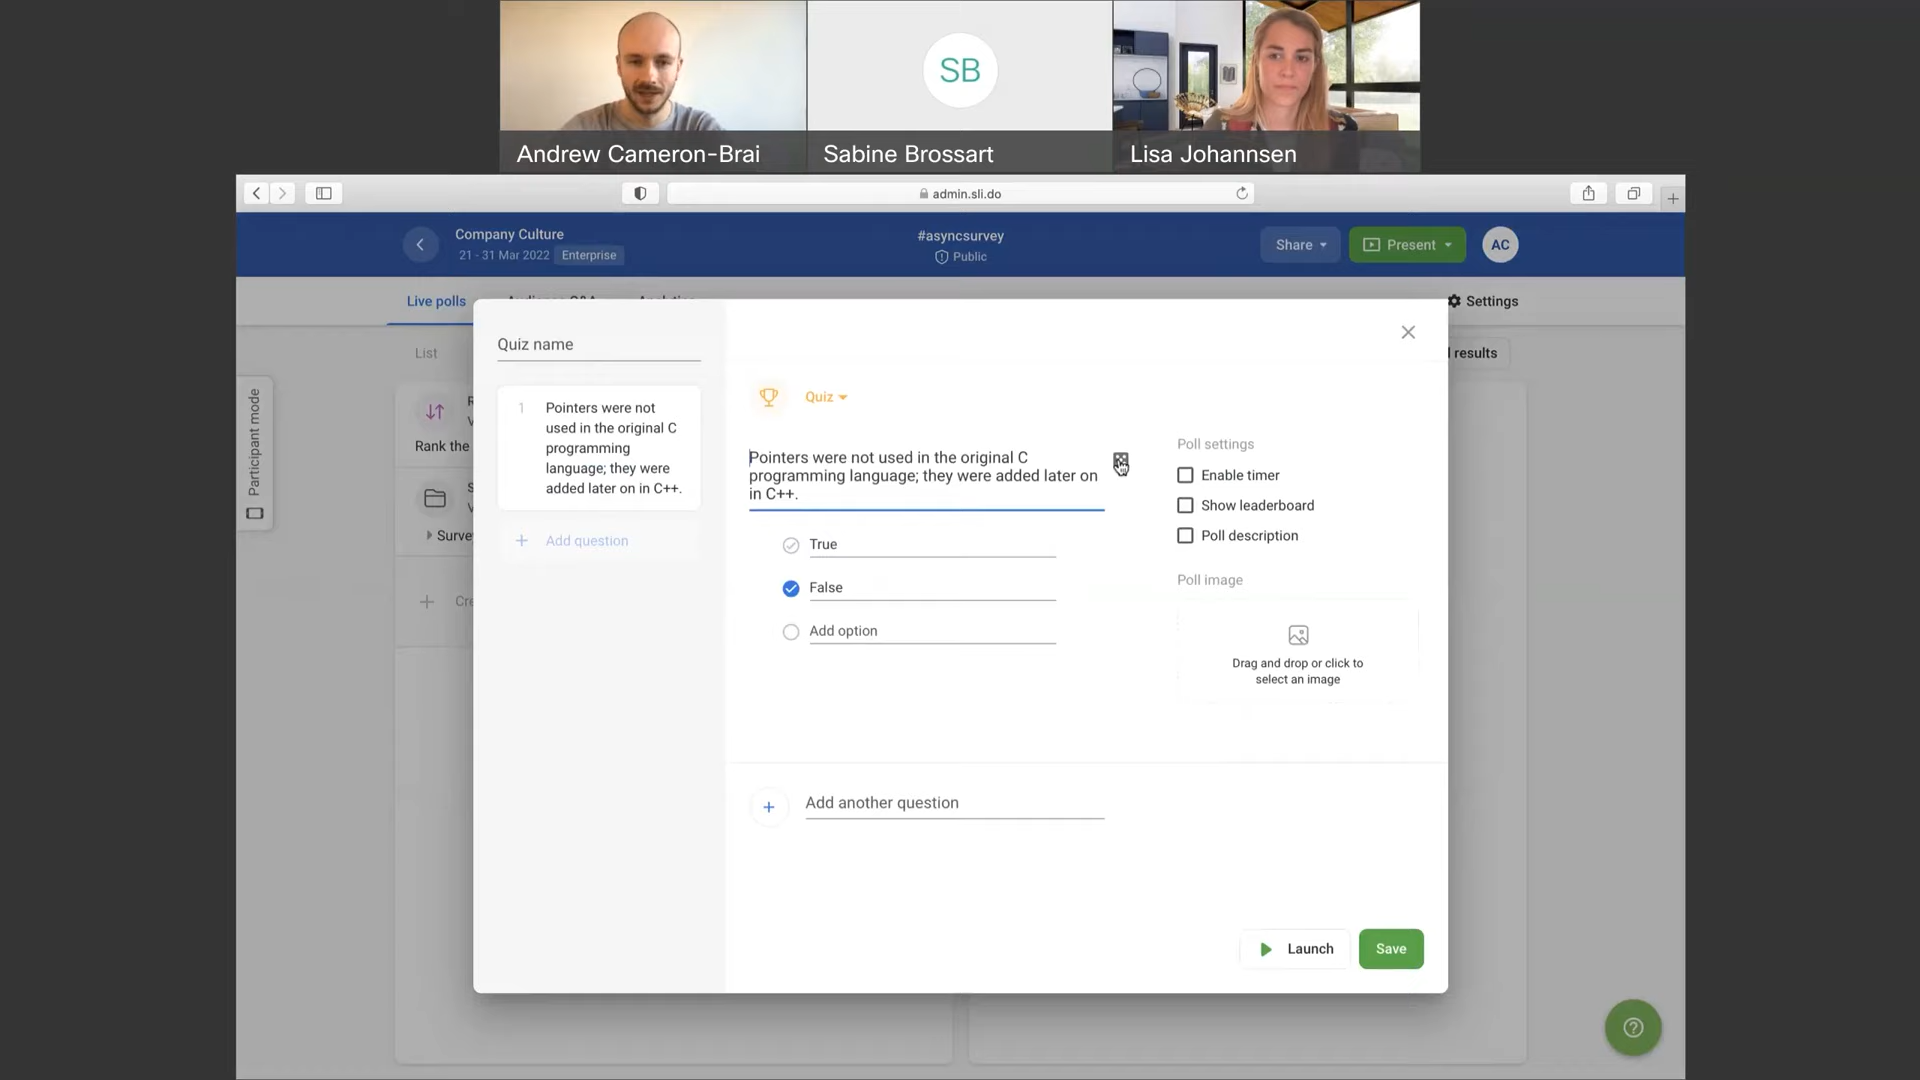 SB
Andrew Cameron-Brai
Sabine Brossart
Lisa Johannsen
admin.sli.do
Company Culture
21 - 31 Mar 2022 Enterprise
#asyncsurvey
Public
Share
Present
AC
Live polls
Settings
List
results
Participant mode
Rank the
Surve
Cre
Quiz name
1 Pointers were not
used in the original C
programming
language; they were
added later on in C++.
+ Add question
Quiz
Pointers were not used in the original C
programming language; they were added later on
in C++.
True
False
Add option
Poll settings
Enable timer
Show leaderboard
Poll description
Poll image
Drag and drop or click to
select an image
Add another question
Launch
Save